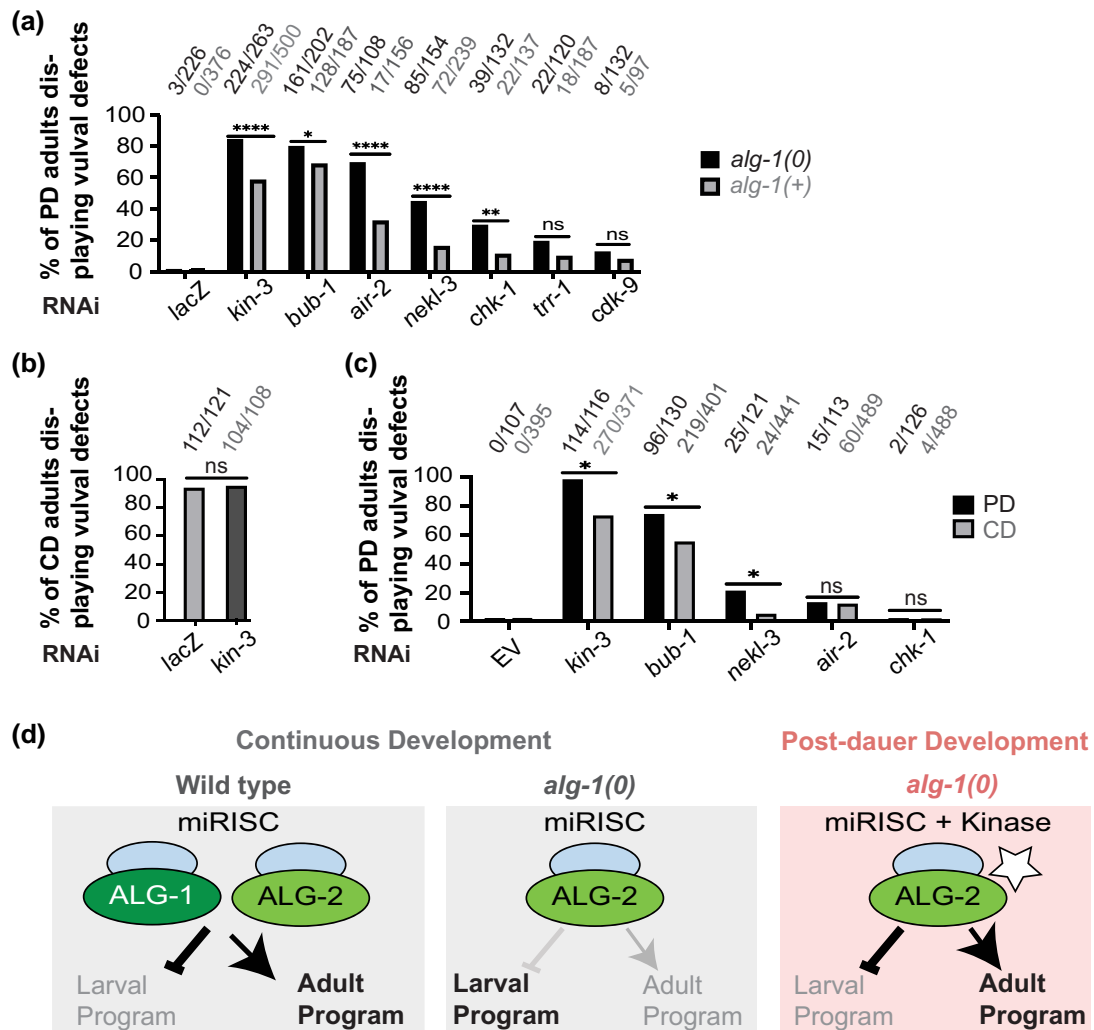 (a)
3/226
0/376
224/263
291/500
161/202
128/187
75/108
17/156
85/154
72/239
39/132
22/137
22/120
18/187
8/132
5/97
% of PD adults dis-
playing vulval defects
100
80
60
40
20
0
****
*
****
****
**
ns
ns
alg-1(0)
alg-1(+)
RNAi
lacZ
kin-3
bub-1
air-2
nekl-3
chk-1
trr-1
cdk-9
(b)
112/121
104/108
% of CD adults dis-
playing vulval defects
100
80
60
40
20
0
ns
RNAi
lacZ
kin-3
(c)
0/107
0/395
114/116
270/371
96/130
219/401
25/121
24/441
15/113
60/489
2/126
4/488
% of PD adults dis-
playing vulval defects
100
80
60
40
20
0
*
*
*
ns
ns
PD
CD
RNAi
EV
kin-3
bub-1
nekl-3
air-2
chk-1
(d)
Continuous Development
Post-dauer Development
Wild type
alg-1(0)
alg-1(0)
miRISC
miRISC
miRISC + Kinase
ALG-1
ALG-2
ALG-2
ALG-2
Larval
Program
Adult
Program
Larval
Program
Adult
Program
Larval
Program
Adult
Program